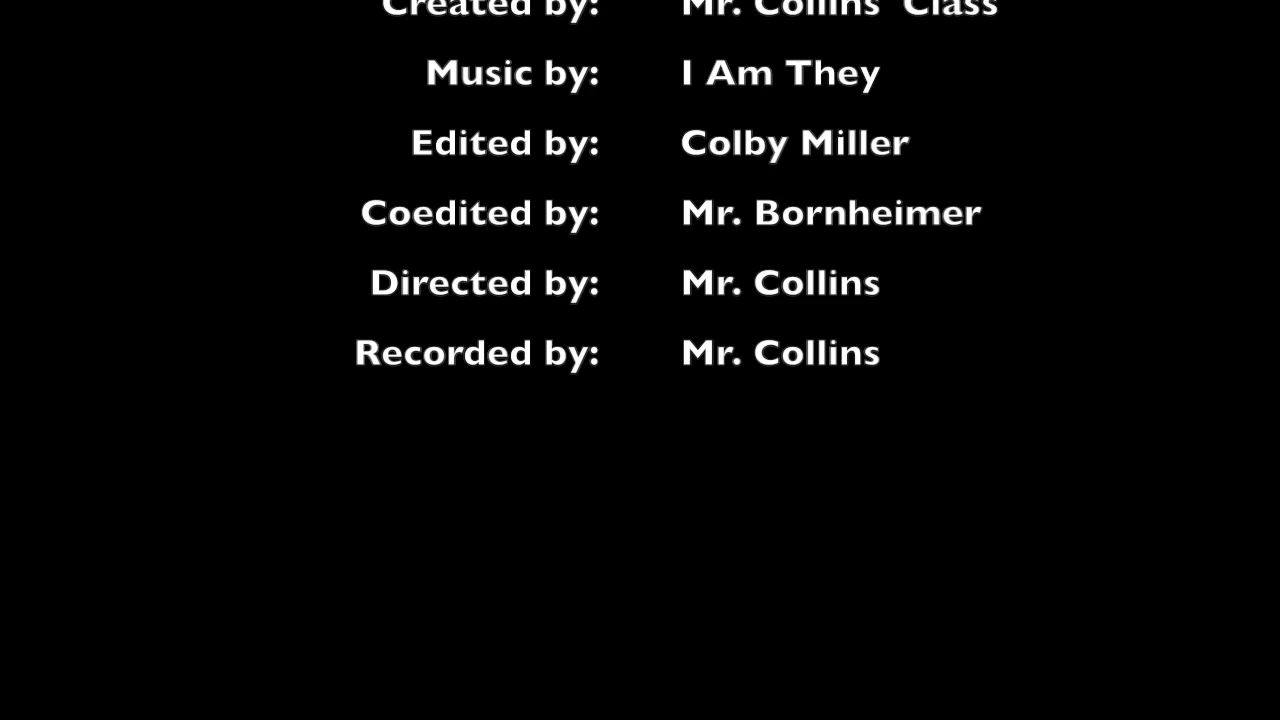 Created by: Mr. Collins' Class
Music by: I Am They
Edited by: Colby Miller
Coedited by: Mr. Bornheimer
Directed by: Mr. Collins
Recorded by: Mr. Collins